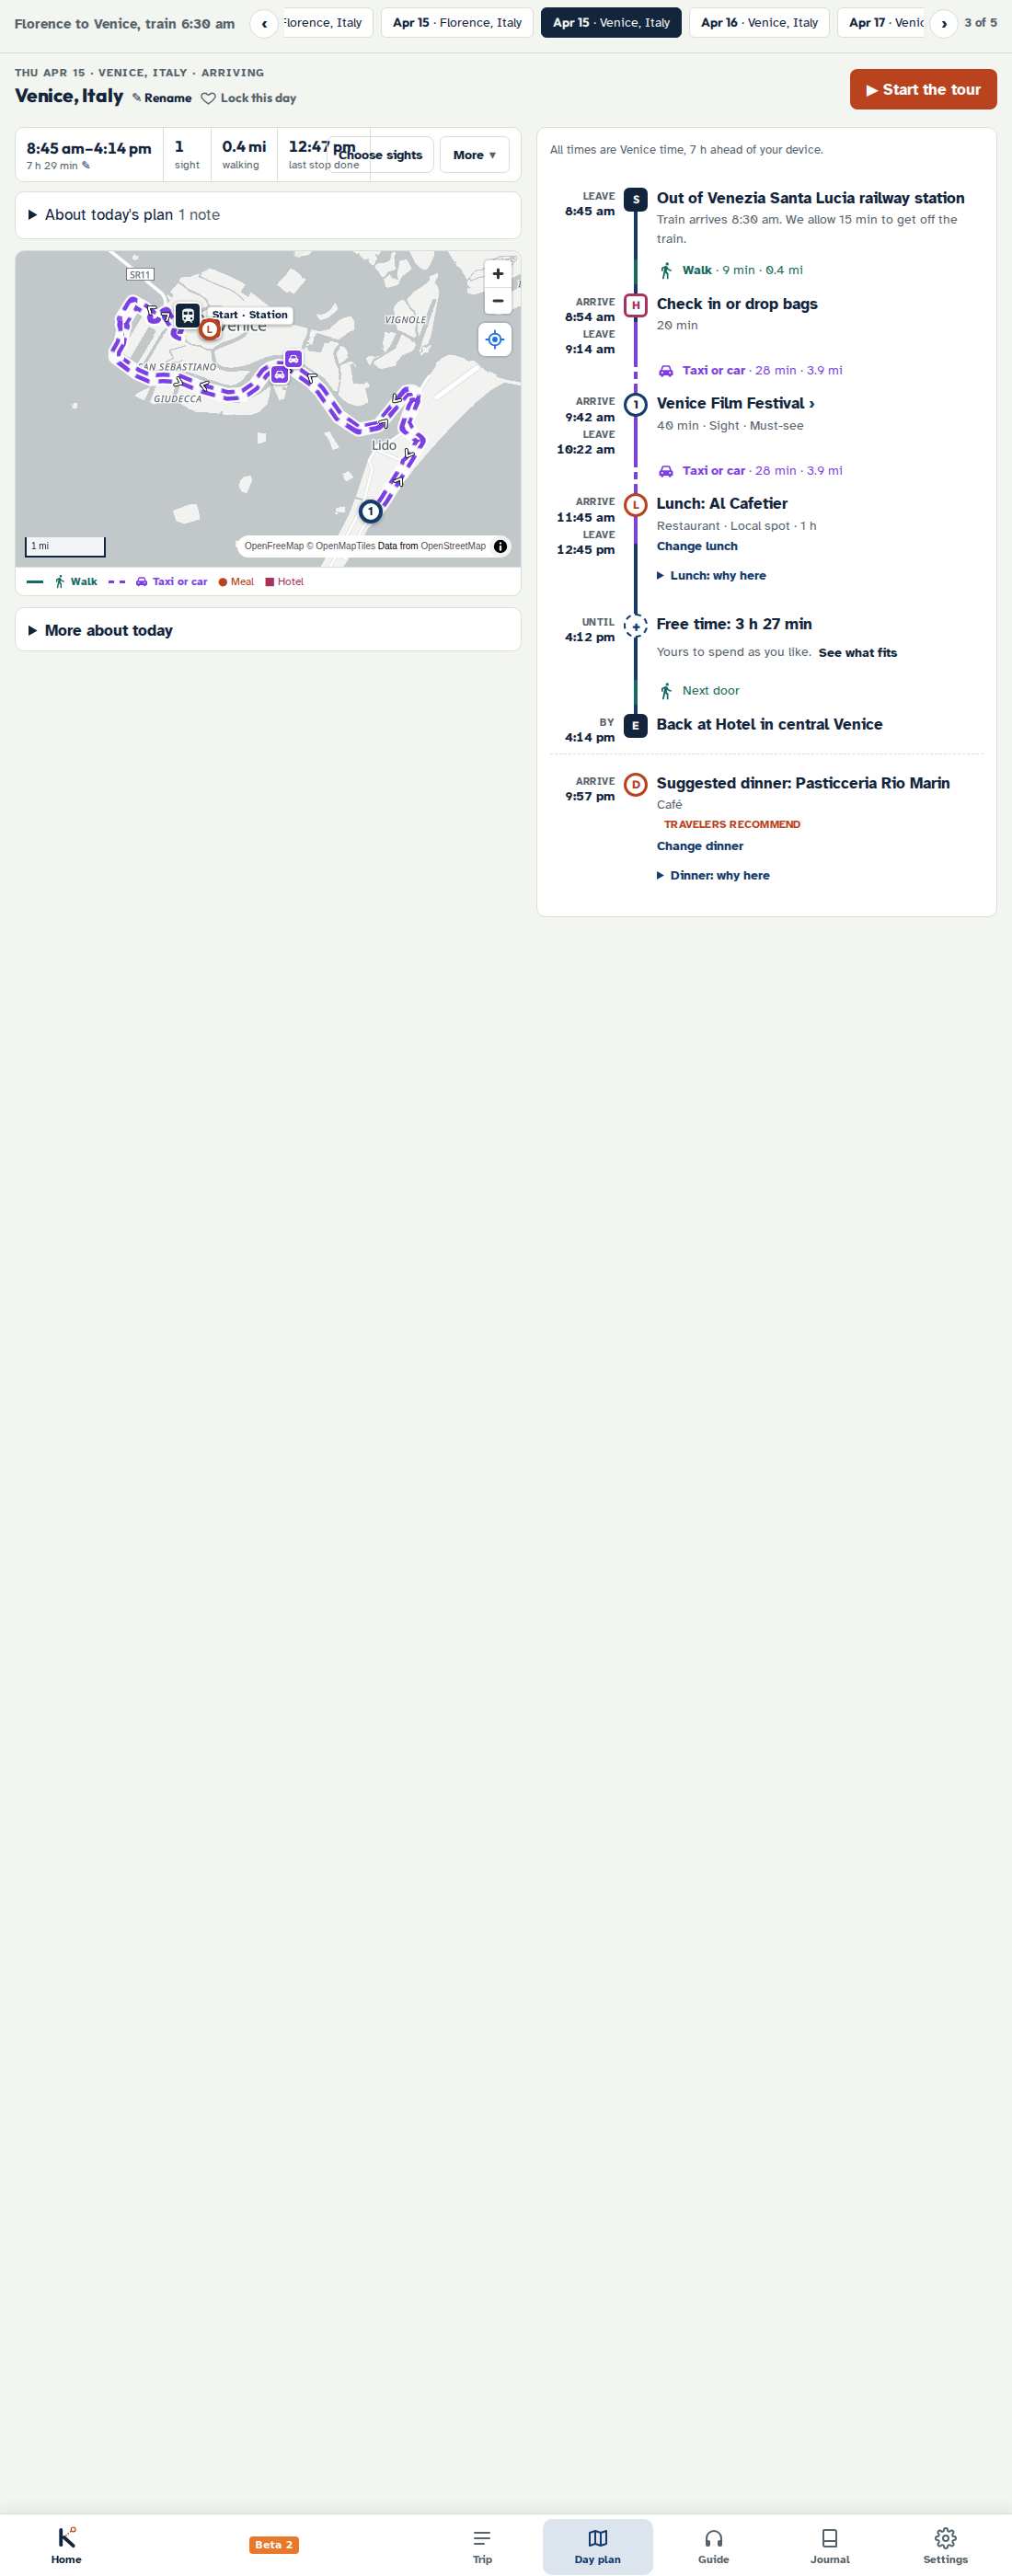 Florence to Venice, train 6:30 am
‹
Florence, Italy
Apr 15 · Florence, Italy
Apr 15 · Venice, Italy
Apr 16 · Venice, Italy
Apr 17 · Venic
›
3 of 5
THU APR 15 · VENICE, ITALY · ARRIVING
Venice, Italy ✎ Rename Lock this day
▶ Start the tour
8:45 am–4:14 pm
7 h 29 min ✎
1
sight
0.4 mi
walking
12:47 pm
last stop done
Choose sights
More ▼
▶ About today's plan 1 note
SR11
Start · Station
L
Venice
VIGNOLE
SAN SEBASTIANO
GIUDECCA
Lido
1
+
−
1 mi
OpenFreeMap © OpenMapTiles Data from OpenStreetMap
Walk Taxi or car Meal Hotel
▶ More about today
All times are Venice time, 7 h ahead of your device.
LEAVE
8:45 am
S
Out of Venezia Santa Lucia railway station
Train arrives 8:30 am. We allow 15 min to get off the
train.
Walk · 9 min · 0.4 mi
ARRIVE
8:54 am
LEAVE
9:14 am
H
Check in or drop bags
20 min
Taxi or car · 28 min · 3.9 mi
ARRIVE
9:42 am
LEAVE
10:22 am
1
Venice Film Festival ›
40 min · Sight · Must-see
Taxi or car · 28 min · 3.9 mi
ARRIVE
11:45 am
LEAVE
12:45 pm
L
Lunch: Al Cafetier
Restaurant · Local spot · 1 h
Change lunch
▶ Lunch: why here
UNTIL
4:12 pm
+
Free time: 3 h 27 min
Yours to spend as you like. See what fits
Next door
BY
4:14 pm
E
Back at Hotel in central Venice
ARRIVE
9:57 pm
D
Suggested dinner: Pasticceria Rio Marin
Café
TRAVELERS RECOMMEND
Change dinner
▶ Dinner: why here
Home
Beta 2
Trip
Day plan
Guide
Journal
Settings